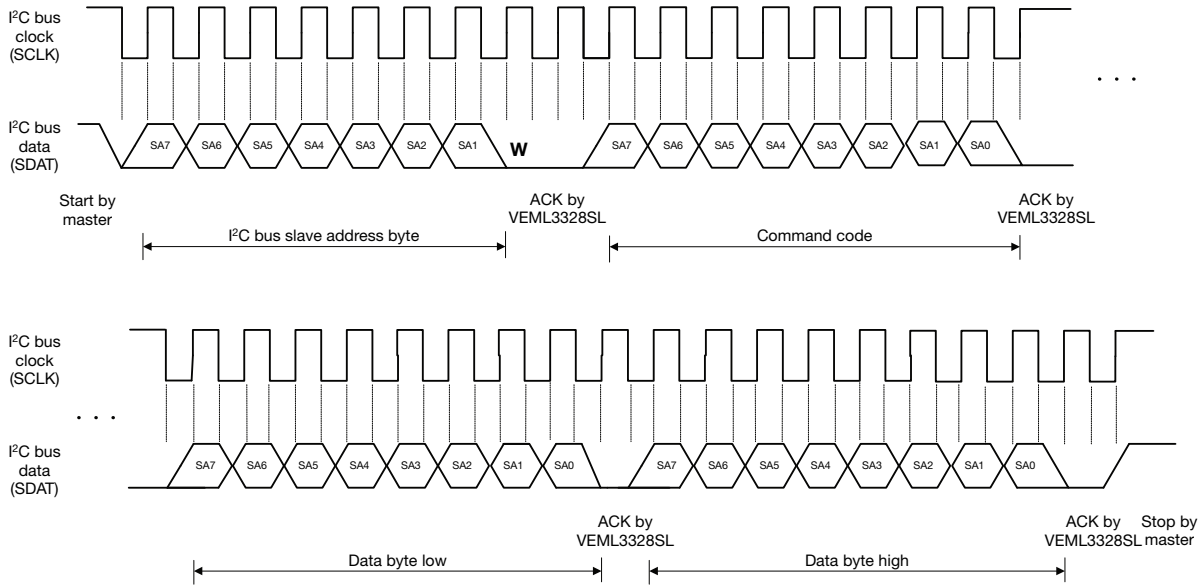 I²C bus
clock
(SCLK)
. . .
I²C bus
data
(SDAT)
SA7 SA6 SA5 SA4 SA3 SA2 SA1 W SA7 SA6 SA5 SA4 SA3 SA2 SA1 SA0
Start by
master
ACK by
VEML3328SL
ACK by
VEML3328SL
I²C bus slave address byte
Command code
I²C bus
clock
(SCLK)
. . .
I²C bus
data
(SDAT)
SA7 SA6 SA5 SA4 SA3 SA2 SA1 SA0 SA7 SA6 SA5 SA4 SA3 SA2 SA1 SA0
ACK by
VEML3328SL
ACK by
VEML3328SL
Stop by
master
Data byte low
Data byte high